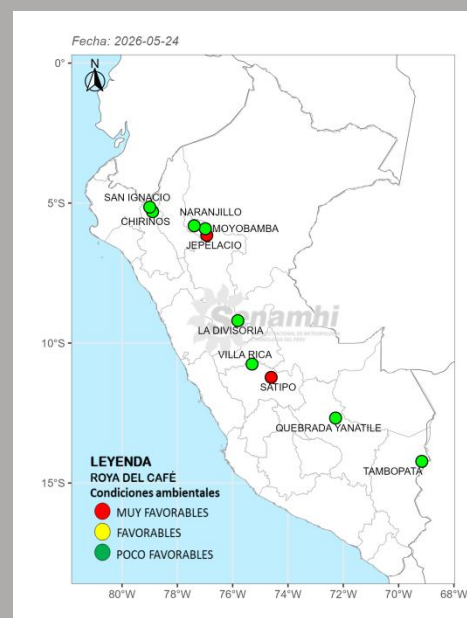 Fecha: 2026-05-24
N
0°
5°S
10°S
15°S
SAN IGNACIO
CHIRINOS
NARANJILLO
MOYOBAMBA
JEPELACIO
Senamhi
LA DIVISORIA
VILLA RICA
SATIPO
QUEBRADA YANATILE
TAMBOPATA
LEYENDA
ROYA DEL CAFÉ
Condiciones ambientales
MUY FAVORABLES
FAVORABLES
POCO FAVORABLES
80°W 78°W 76°W 74°W 72°W 70°W 68°W